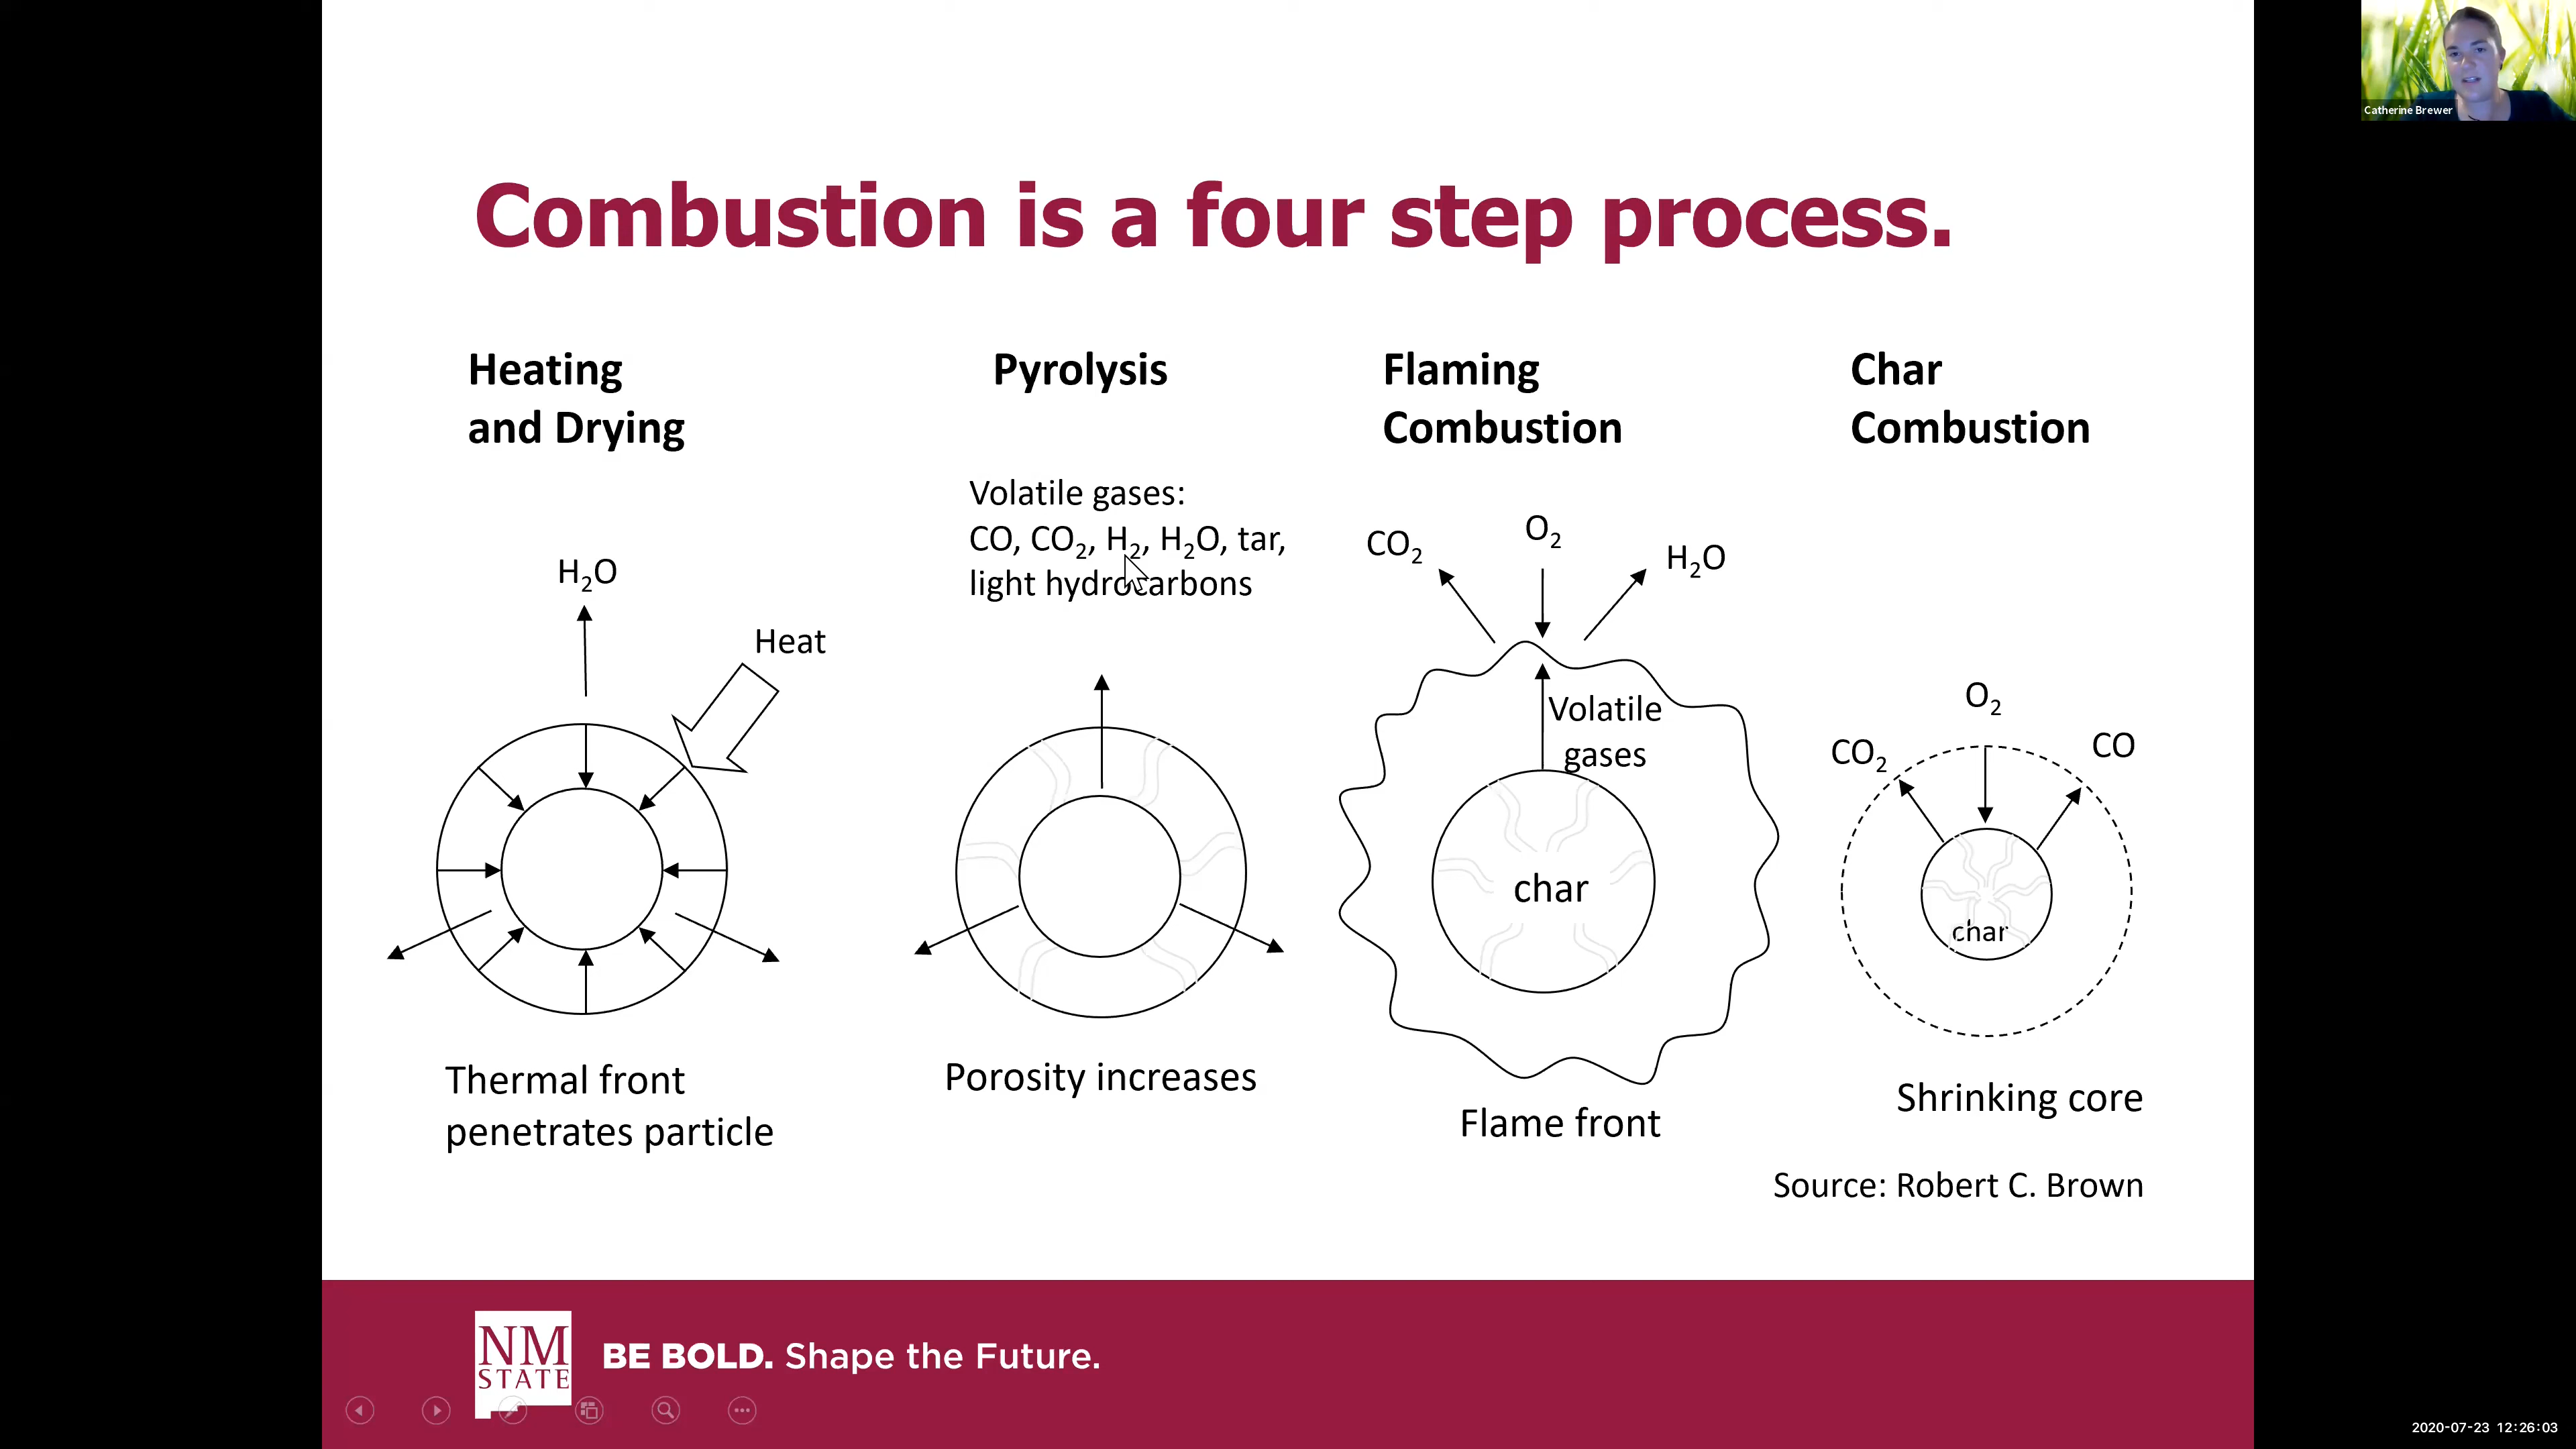 Catherine Brewer
Combustion is a four step process.
Heating
and Drying
H₂O
Heat
Thermal front
penetrates particle
Pyrolysis
Volatile gases:
CO, CO₂, H₂, H₂O, tar,
light hydrocarbons
Porosity increases
Flaming
Combustion
CO₂
O₂
H₂O
Volatile
gases
char
Flame front
Char
Combustion
O₂
CO₂
CO
char
Shrinking core
Source: Robert C. Brown
NM
STATE
BE BOLD. Shape the Future.
2020-07-23 12:26:03